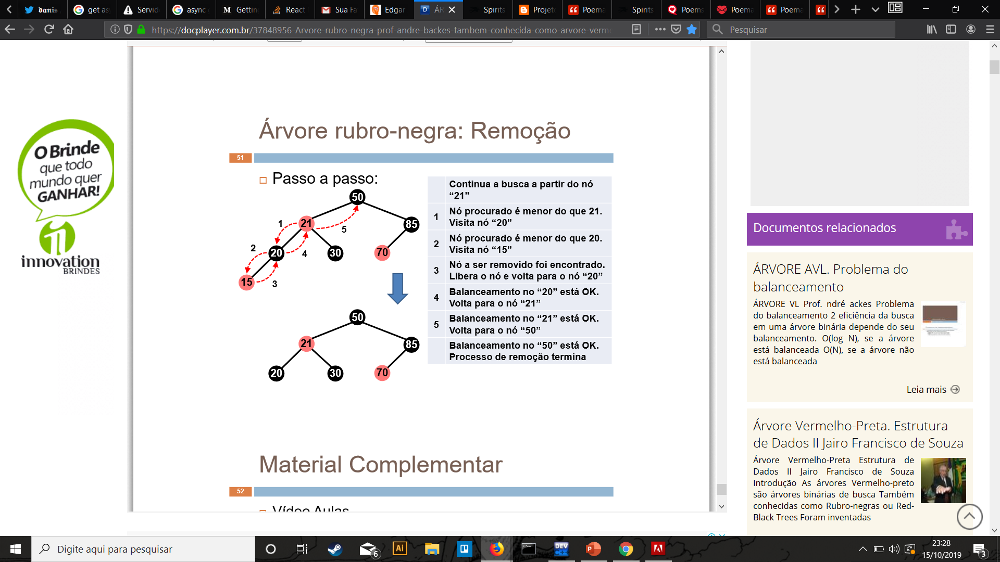 danis
get as
Servid
async
Gettin
React
Sua Fa
Edgar
ÁR
Spirits
Projet
Poema
Spirits
Poems
Poema
Poema
https://docplayer.com.br/37848956-Arvore-rubro-negra-prof-andre-backes-tambem-conhecida-como-arvore-verme
Pesquisar
O Brinde
que todo
mundo quer
GANHAR!
innovation
BRINDES
Árvore rubro-negra: Remoção
51
Passo a passo:
50
21
85
20
30
70
15
1
2
3
4
5
Continua a busca a partir do nó
“21”
1 Nó procurado é menor do que 21.
Visita nó “20”
2 Nó procurado é menor do que 20.
Visita nó “15”
3 Nó a ser removido foi encontrado.
Libera o nó e volta para o nó “20”
4 Balanceamento no “20” está OK.
Volta para o nó “21”
5 Balanceamento no “21” está OK.
Volta para o nó “50”
Balanceamento no “50” está OK.
Processo de remoção termina
50
21
85
20
30
70
Material Complementar
52
Vídeo Aulas
Documentos relacionados
ÁRVORE AVL. Problema do
balanceamento
ÁRVORE VL Prof. ndré ackes Problema
do balanceamento 2 eficiência da busca
em uma árvore binária depende do seu
balanceamento. O(log N), se a árvore
está balanceada O(N), se a árvore não
está balanceada
Leia mais
Árvore Vermelho-Preta. Estrutura
de Dados II Jairo Francisco de Souza
Árvore Vermelho-Preta Estrutura de
Dados II Jairo Francisco de Souza
Introdução As árvores Vermelho-preto
são árvores binárias de busca Também
conhecidas como Rubro-negras ou Red-
Black Trees Foram inventadas
Digite aqui para pesquisar
6
Ai
DEV
C++
23:28
15/10/2019
3